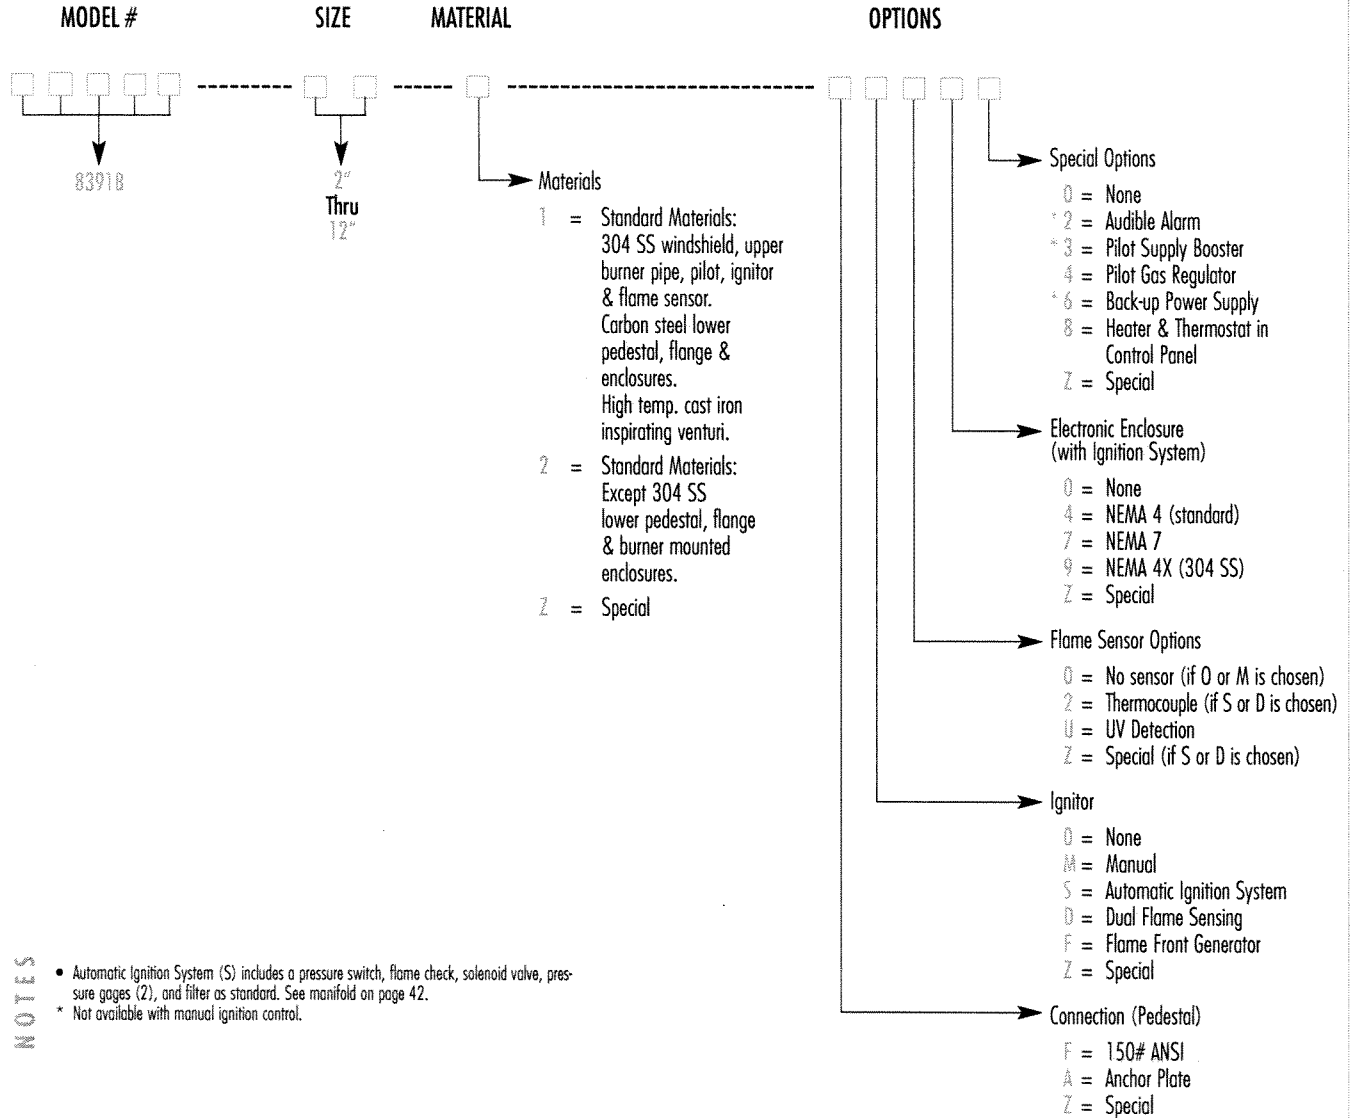 MODEL # SIZE MATERIAL OPTIONS
8391B
2"
Thru
12"
Materials
1 = Standard Materials:
304 SS windshield, upper
burner pipe, pilot, ignitor
& flame sensor.
Carbon steel lower
pedestal, flange &
enclosures.
High temp. cast iron
inspirating venturi.
2 = Standard Materials:
Except 304 SS
lower pedestal, flange
& burner mounted
enclosures.
Z = Special
Special Options
0 = None
* 2 = Audible Alarm
* 3 = Pilot Supply Booster
4 = Pilot Gas Regulator
* 6 = Back-up Power Supply
8 = Heater & Thermostat in
Control Panel
Z = Special
Electronic Enclosure
(with Ignition System)
0 = None
4 = NEMA 4 (standard)
7 = NEMA 7
9 = NEMA 4X (304 SS)
Z = Special
Flame Sensor Options
0 = No sensor (if O or M is chosen)
2 = Thermocouple (if S or D is chosen)
U = UV Detection
Z = Special (if S or D is chosen)
Ignitor
0 = None
M = Manual
S = Automatic Ignition System
D = Dual Flame Sensing
F = Flame Front Generator
Z = Special
Connection (Pedestal)
F = 150# ANSI
A = Anchor Plate
Z = Special
NOTES
• Automatic Ignition System (S) includes a pressure switch, flame check, solenoid valve, pres-
sure gages (2), and filter as standard. See manifold on page 42.
* Not available with manual ignition control.